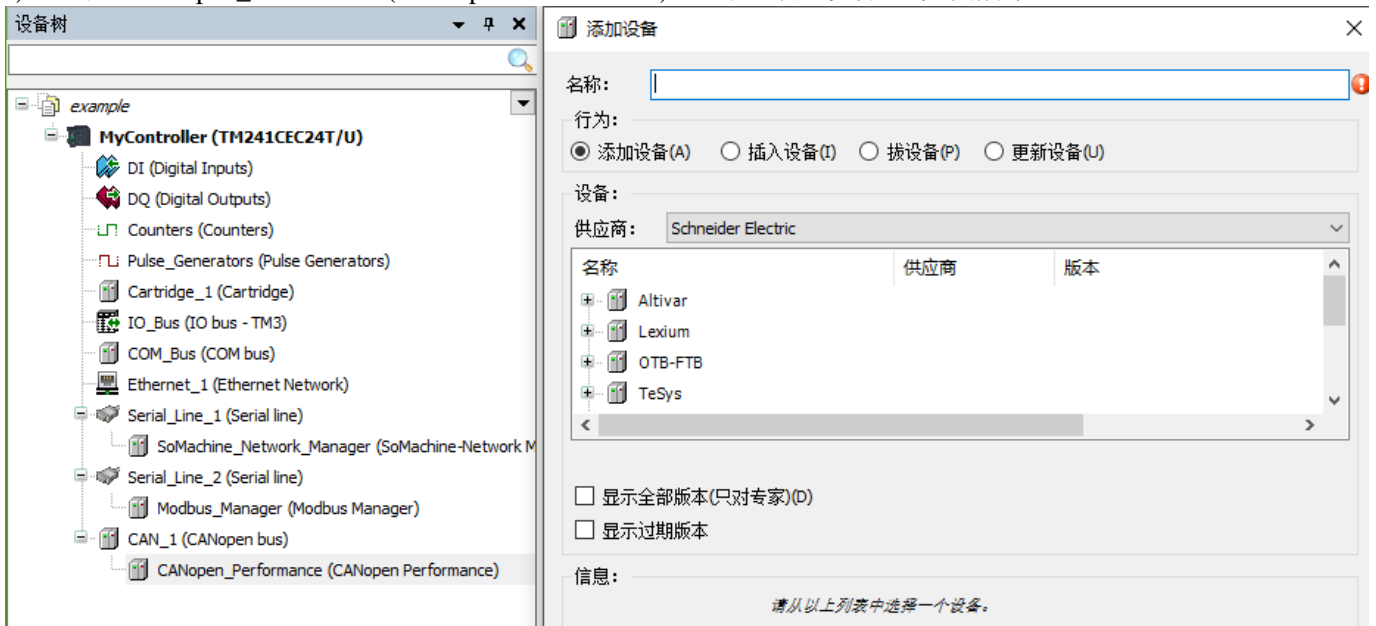 设备树
example
MyController (TM241CEC24T/U)
DI (Digital Inputs)
DQ (Digital Outputs)
Counters (Counters)
Pulse_Generators (Pulse Generators)
Cartridge_1 (Cartridge)
IO_Bus (IO bus - TM3)
COM_Bus (COM bus)
Ethernet_1 (Ethernet Network)
Serial_Line_1 (Serial line)
SoMachine_Network_Manager (SoMachine-Network M
Serial_Line_2 (Serial line)
Modbus_Manager (Modbus Manager)
CAN_1 (CANopen bus)
CANopen_Performance (CANopen Performance)
添加设备
名称：
行为：
添加设备(A) 插入设备(I) 拔设备(P) 更新设备(U)
设备：
供应商： Schneider Electric
名称 供应商 版本
Altivar
Lexium
OTB-FTB
TeSys
显示全部版本(只对专家)(D)
显示过期版本
信息：
请从以上列表中选择一个设备。